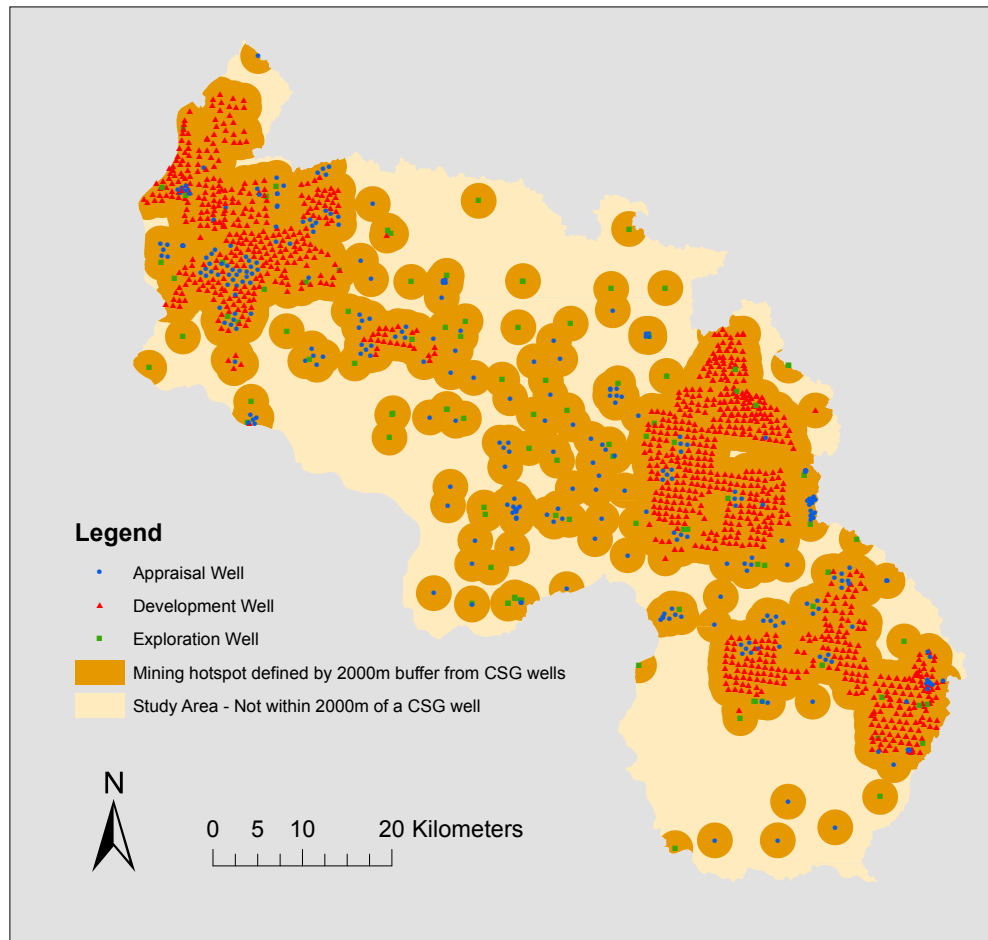 Legend
Appraisal Well
Development Well
Exploration Well
Mining hotspot defined by 2000m buffer from CSG wells
Study Area - Not within 2000m of a CSG well
N
0 5 10 20 Kilometers